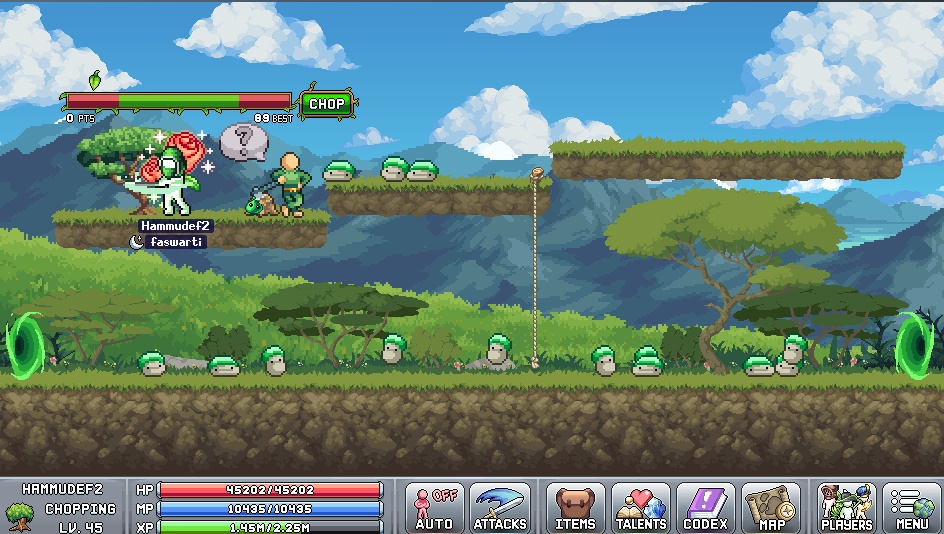 CHOP
0 PTS
89 BEST
?
Hammudef2
faswarti
HAMMUDEF2
CHOPPING
LV. 45
HP 45202/45202
MP 10435/10435
XP 1.45M/2.25M
OFF
AUTO
ATTACKS
ITEMS
TALENTS
CODEX
MAP
PLAYERS
MENU